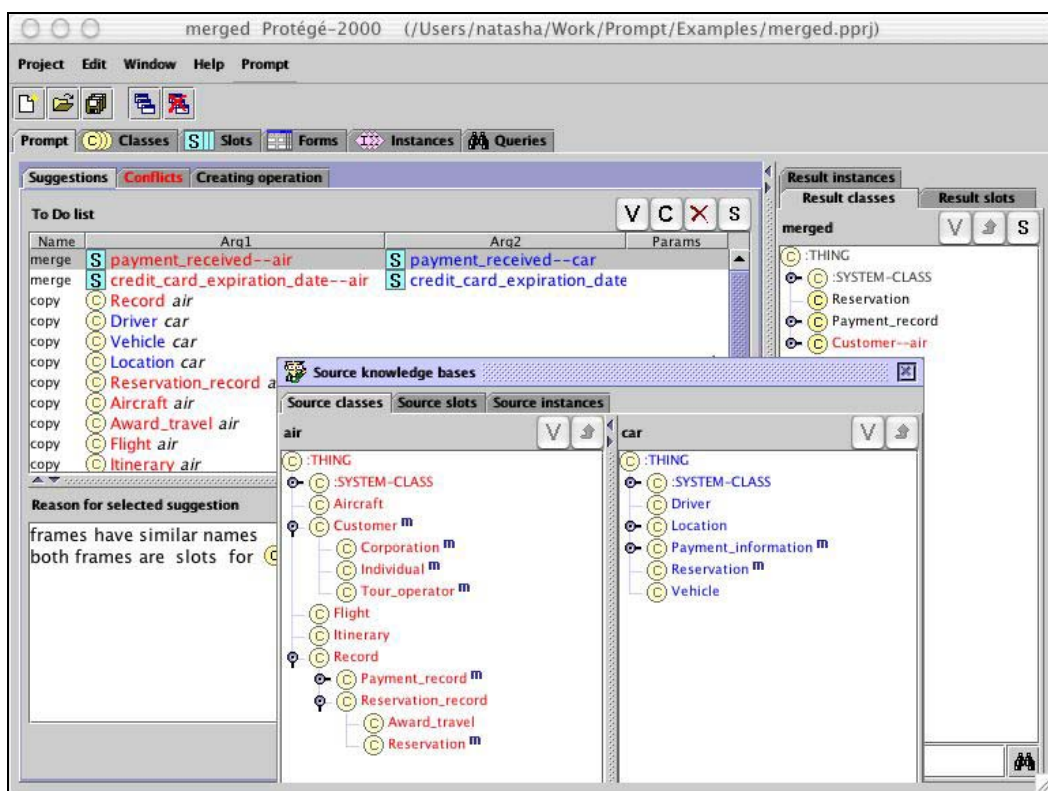 merged Protégé-2000 (/Users/natasha/Work/Prompt/Examples/merged.pprj)
Project Edit Window Help Prompt
Prompt C Classes S Slots Forms Instances Queries
Suggestions Conflicts Creating operation
To Do list V C S
Name Arg1 Arg2 Params
merge S payment_received--air S payment_received--car
merge S credit_card_expiration_date--air S credit_card_expiration_date
copy C Record air
copy C Driver car
copy C Vehicle car
copy C Location car
copy C Reservation_record a
copy C Aircraft air
copy C Award_travel air
copy C Flight air
copy C Itinerary air
Reason for selected suggestion
frames have similar names
both frames are slots for C
Result instances
Result classes Result slots
merged V S
C :THING
C :SYSTEM-CLASS
C Reservation
C Payment_record
C Customer--air
Source knowledge bases
Source classes Source slots Source instances
air V
C :THING
C :SYSTEM-CLASS
C Aircraft
C Customer m
C Corporation m
C Individual m
C Tour_operator m
C Flight
C Itinerary
C Record
C Payment_record m
C Reservation_record
C Award_travel
C Reservation m
car V
C :THING
C :SYSTEM-CLASS
C Driver
C Location
C Payment_information m
C Reservation m
C Vehicle